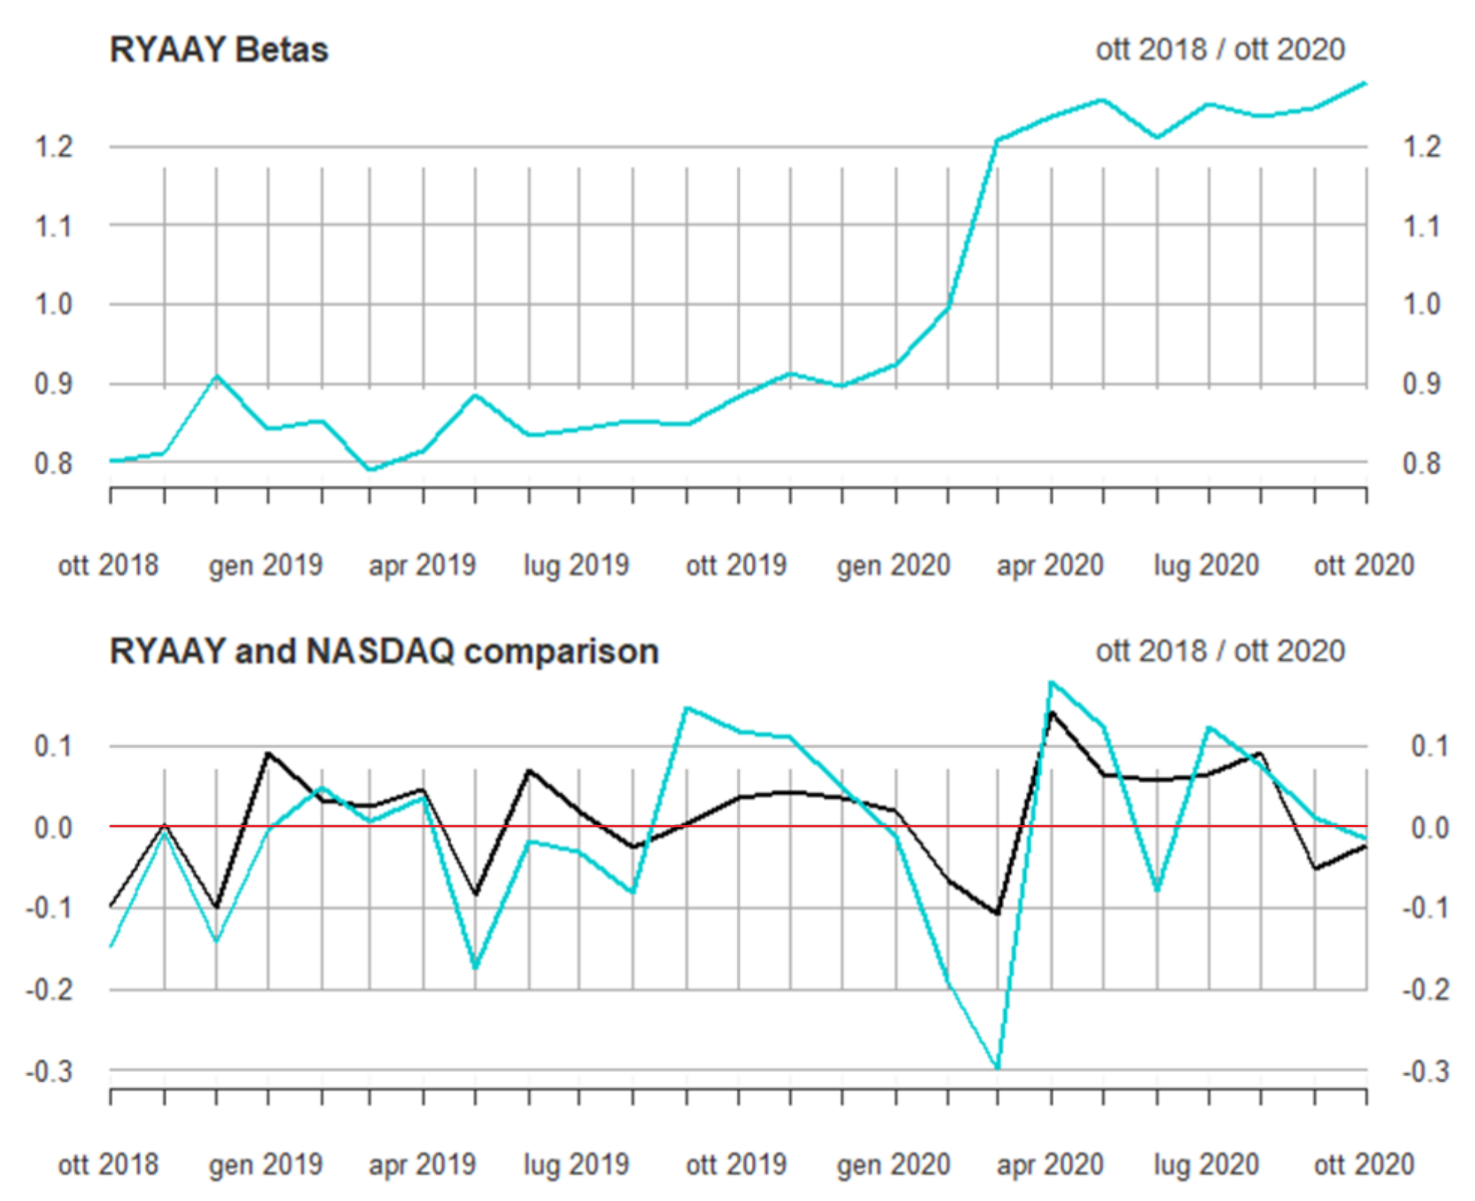 RYAAY Betas ott 2018 / ott 2020
1.2 1.2
1.1 1.1
1.0 1.0
0.9 0.9
0.8 0.8
ott 2018 gen 2019 apr 2019 lug 2019 ott 2019 gen 2020 apr 2020 lug 2020 ott 2020
RYAAY and NASDAQ comparison ott 2018 / ott 2020
0.1 0.1
0.0 0.0
-0.1 -0.1
-0.2 -0.2
-0.3 -0.3
ott 2018 gen 2019 apr 2019 lug 2019 ott 2019 gen 2020 apr 2020 lug 2020 ott 2020